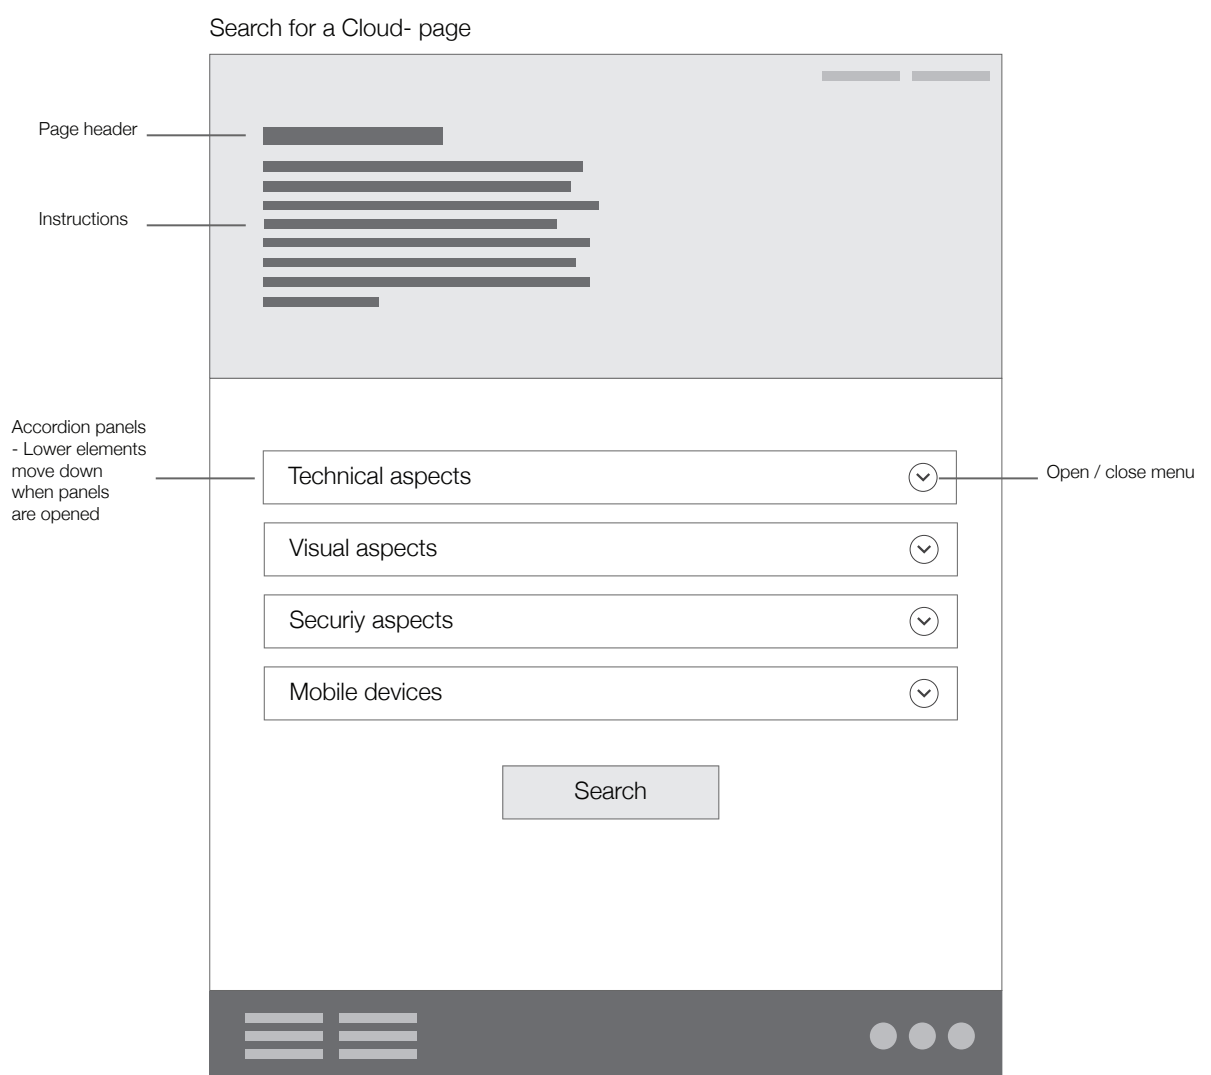 Search for a Cloud- page
Page header
Instructions
Accordion panels
- Lower elements
move down
when panels
are opened
Technical aspects
Open / close menu
Visual aspects
Securiy aspects
Mobile devices
Search